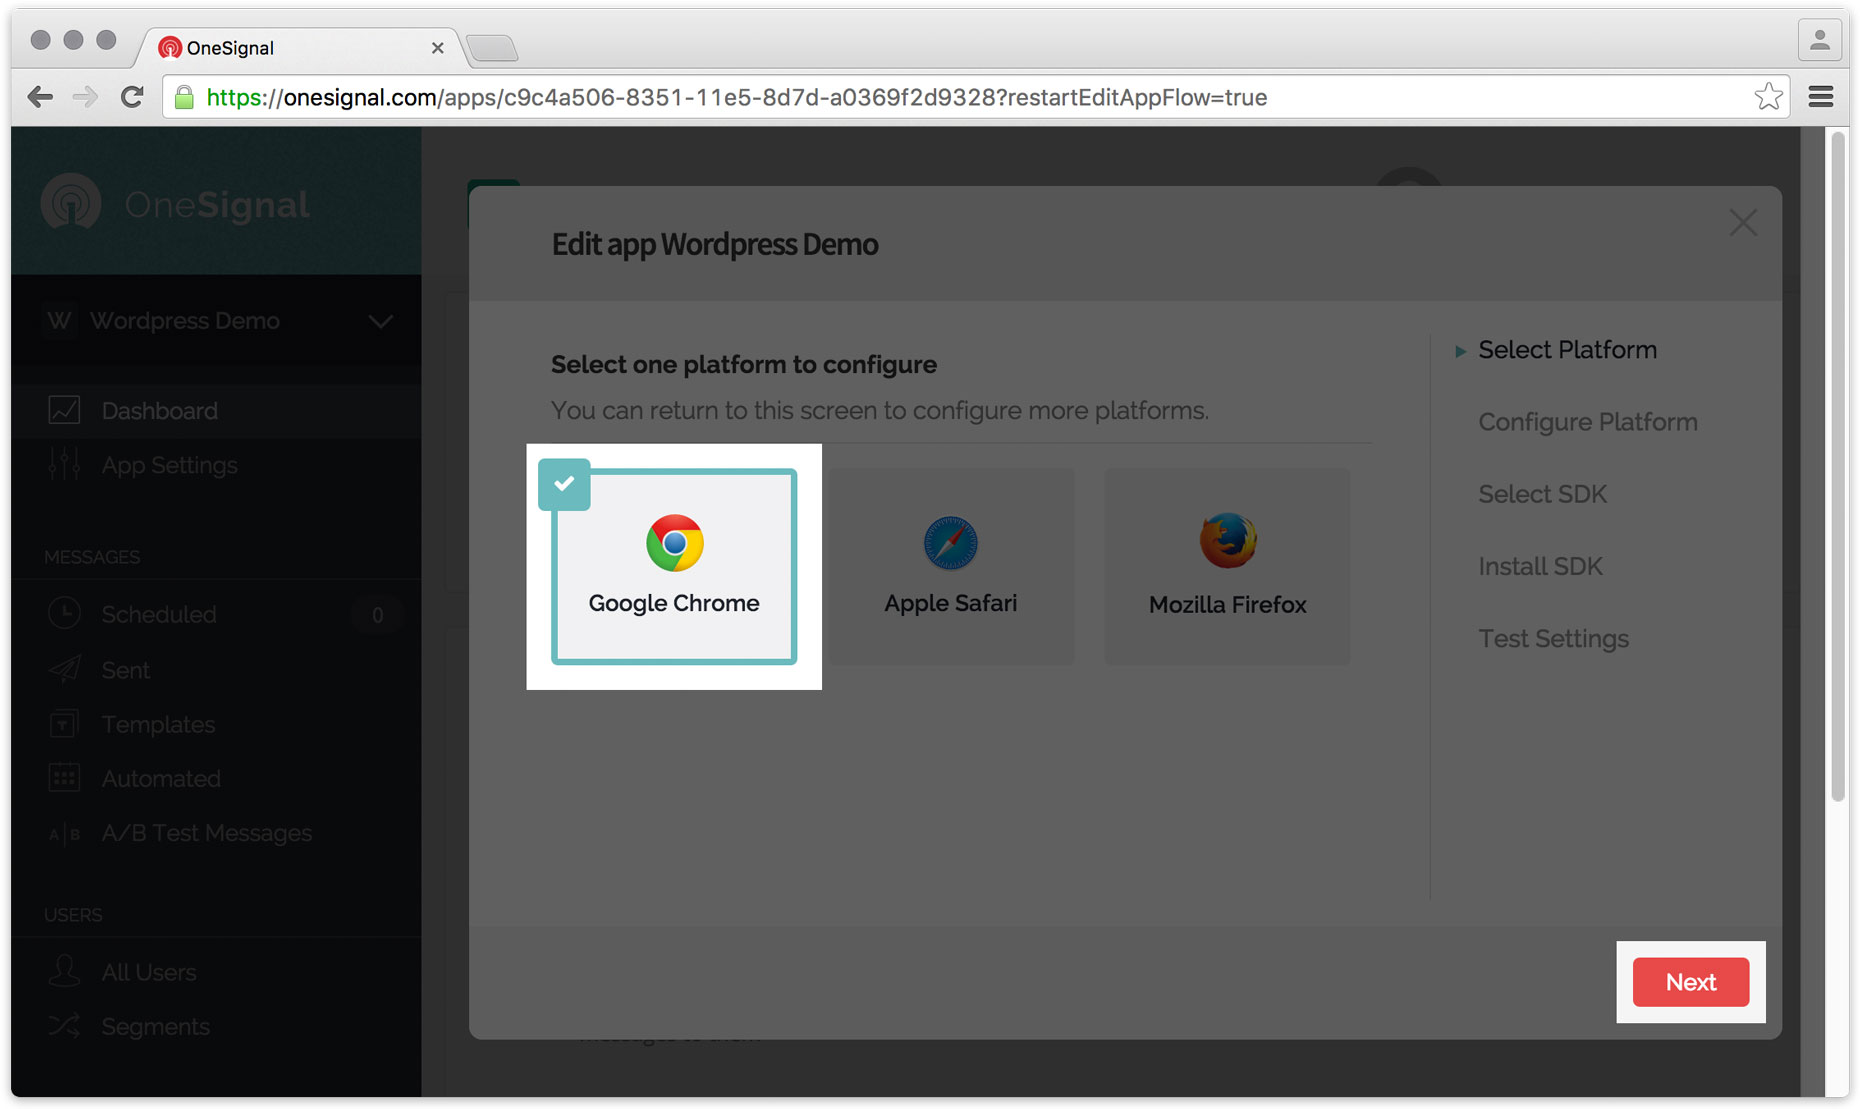 OneSignal
https://onesignal.com/apps/c9c4a506-8351-11e5-8d7d-a0369f2d9328?restartEditAppFlow=true
OneSignal
W Wordpress Demo
Dashboard
App Settings
MESSAGES
Scheduled 0
Sent
T Templates
Automated
A|B A/B Test Messages
USERS
All Users
Segments
Edit app Wordpress Demo
Select one platform to configure
You can return to this screen to configure more platforms.
Google Chrome
Apple Safari
Mozilla Firefox
Select Platform
Configure Platform
Select SDK
Install SDK
Test Settings
Next
messages to them